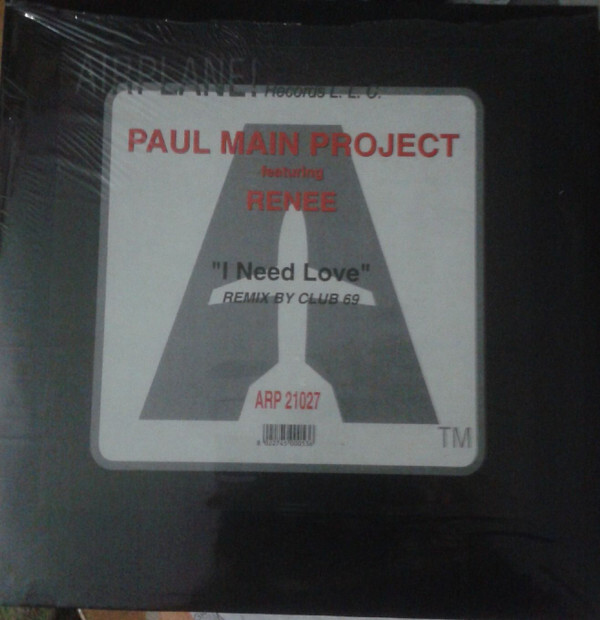 AIRPLANE! Records L. L. C.
PAUL MAIN PROJECT
featuring
RENEE
"I Need Love"
REMIX BY CLUB 69
ARP 21027
TM